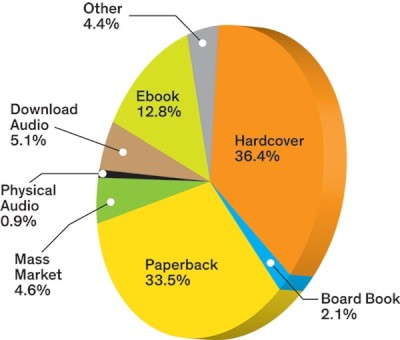 Other
4.4%
Ebook
12.8%
Download
Audio
5.1%
Physical
Audio
0.9%
Mass
Market
4.6%
Paperback
33.5%
Hardcover
36.4%
Board Book
2.1%